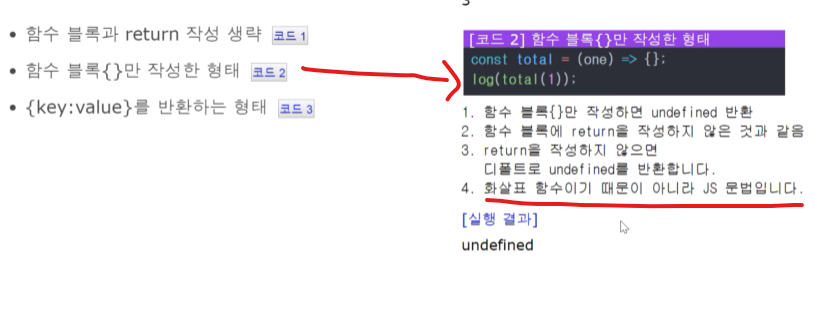 • 함수 블록과 return 작성 생략 코드 1
• 함수 블록{}만 작성한 형태 코드 2
• {key:value}를 반환하는 형태 코드 3
[코드 2] 함수 블록{}만 작성한 형태
const total = (one) => {};
log(total(1));
1. 함수 블록{}만 작성하면 undefined 반환
2. 함수 블록에 return을 작성하지 않은 것과 같음
3. return을 작성하지 않으면
디폴트로 undefined를 반환합니다.
4. 화살표 함수이기 때문이 아니라 JS 문법입니다.
[실행 결과]
undefined